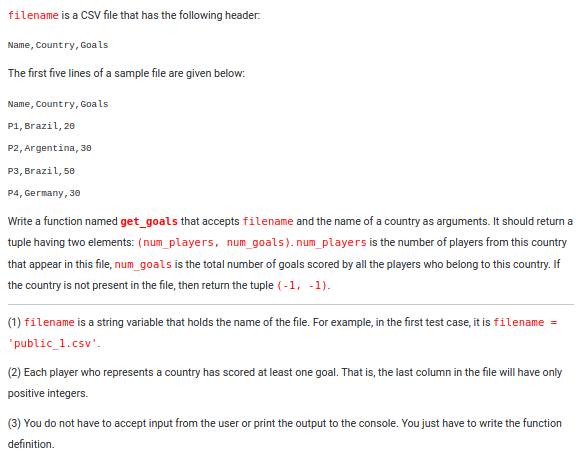 filename is a CSV file that has the following header:
Name,Country,Goals
The first five lines of a sample file are given below:
Name,Country,Goals
P1,Brazil,20
P2,Argentina,30
P3,Brazil,50
P4,Germany,30
Write a function named get_goals that accepts filename and the name of a country as arguments. It should return a
tuple having two elements: (num_players, num_goals). num_players is the number of players from this country
that appear in this file, num_goals is the total number of goals scored by all the players who belong to this country. If
the country is not present in the file, then return the tuple (-1, -1).
(1) filename is a string variable that holds the name of the file. For example, in the first test case, it is filename =
'public_1.csv'.
(2) Each player who represents a country has scored at least one goal. That is, the last column in the file will have only
positive integers.
(3) You do not have to accept input from the user or print the output to the console. You just have to write the function
definition.